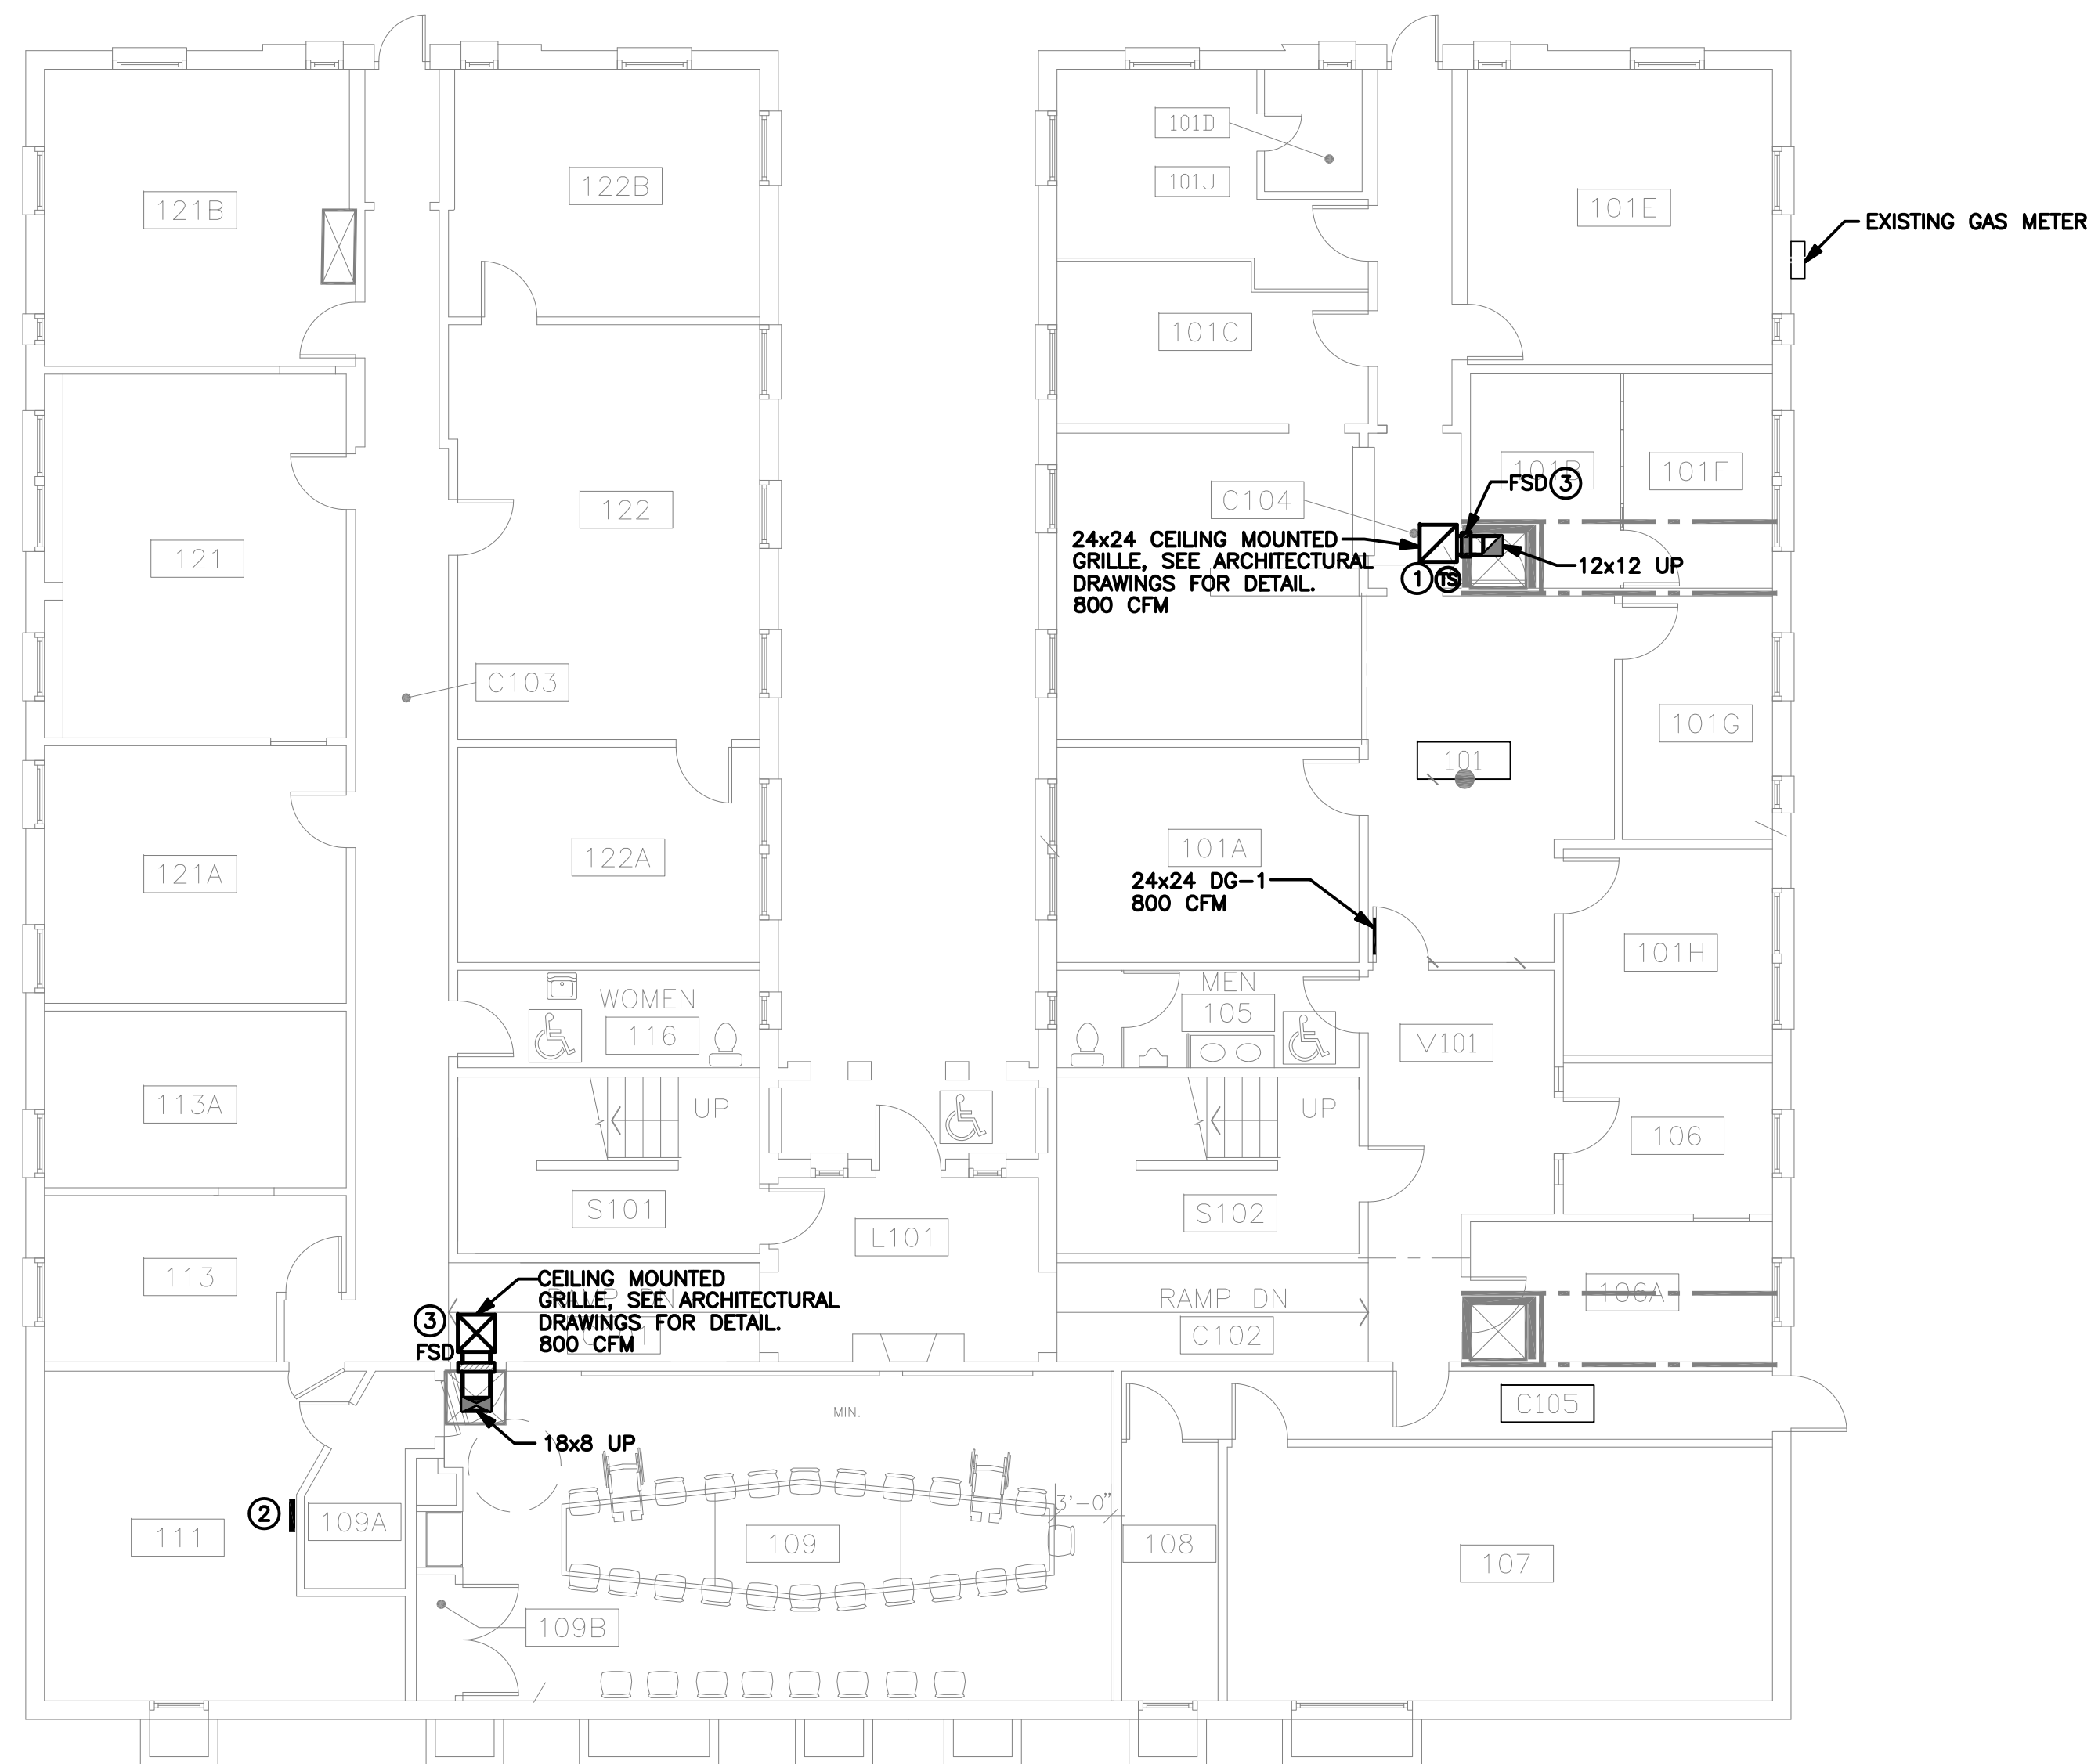 101D
122B
101J
121B
101E
EXISTING GAS METER
101C
101B
101F
FSD 3
122
C104
24x24 CEILING MOUNTED
GRILLE, SEE ARCHITECTURAL
DRAWINGS FOR DETAIL.
800 CFM
1 TS
12x12 UP
121
C103
101G
101
122A
101A
121A
24x24 DG-1
800 CFM
101H
WOMEN
116
MEN
105
V101
113A
UP
UP
106
S101
S102
L101
113
CEILING MOUNTED
GRILLE, SEE ARCHITECTURAL
DRAWINGS FOR DETAIL.
800 CFM
3
FSD
RAMP DN
RAMP DN
C102
106A
C105
MIN.
18x8 UP
2
109A
111
109
3'-0"
108
107
109B